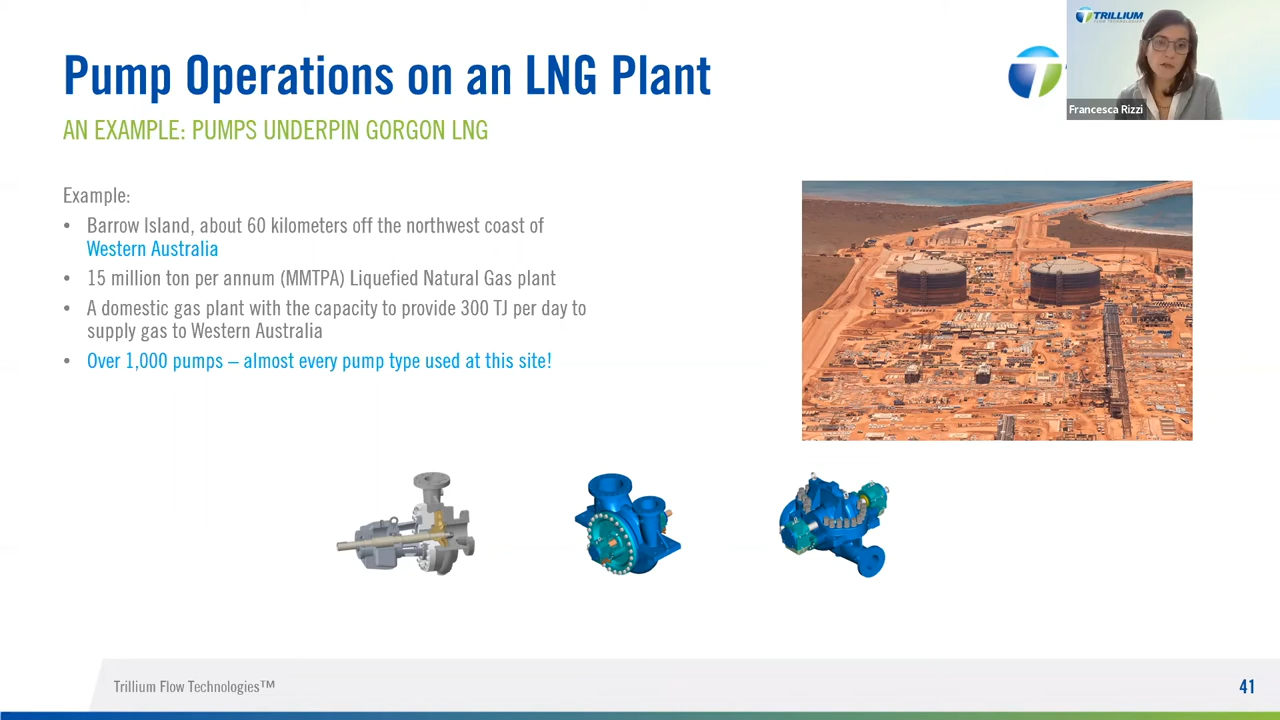 Pump Operations on an LNG Plant
AN EXAMPLE: PUMPS UNDERPIN GORGON LNG
TRILLIUM
FLOW TECHNOLOGIES
Francesca Rizzi
Example:
• Barrow Island, about 60 kilometers off the northwest coast of
Western Australia
• 15 million ton per annum (MMTPA) Liquefied Natural Gas plant
• A domestic gas plant with the capacity to provide 300 TJ per day to
supply gas to Western Australia
• Over 1,000 pumps – almost every pump type used at this site!
Trillium Flow Technologies™
41